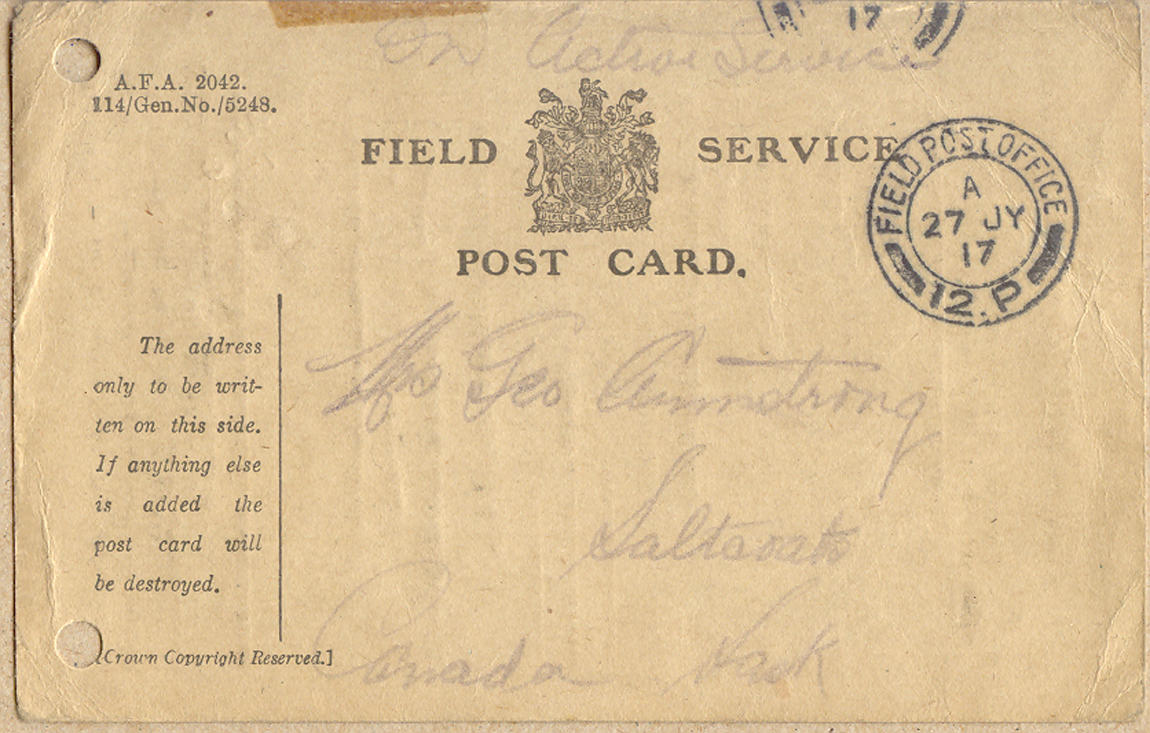 17
On Active Service
A.F.A. 2042.
114/Gen.No./5248.
FIELD SERVICE
POST CARD.
FIELD POST OFFICE
A
27 JY
17
12.P
The address
only to be writ-
ten on this side.
If anything else
is added the
post card will
be destroyed.
[Crown Copyright Reserved.]
Mrs Geo Armstrong
Saltcoats
Canada Sask